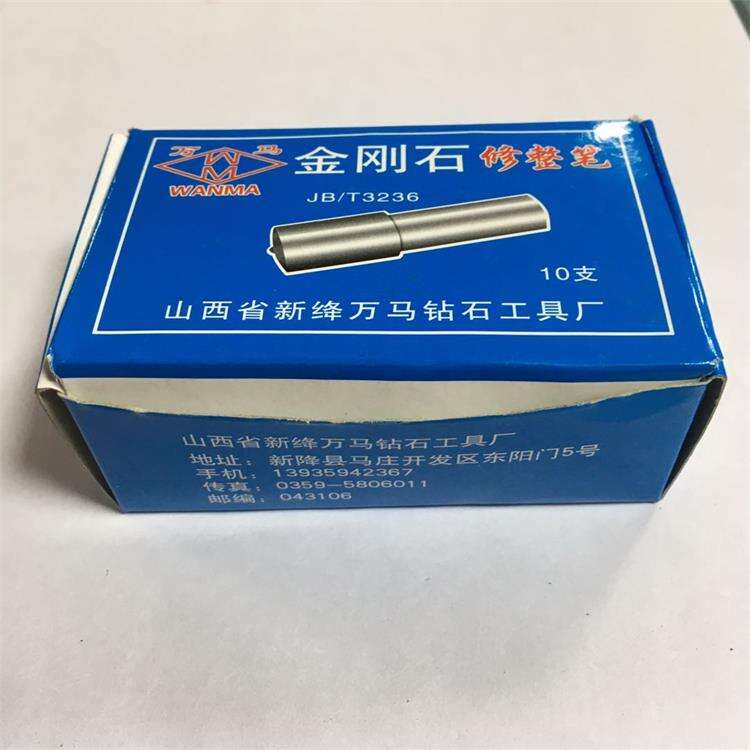 万 马
WM
WANMA
金刚石 修整笔
JB/T3236
10支
山西省新绛万马钻石工具厂
山西省新绛万马钻石工具厂
地址：新降县马庄开发区东阳门5号
手机：13935942367
传真：0359-5806011
邮编：043106